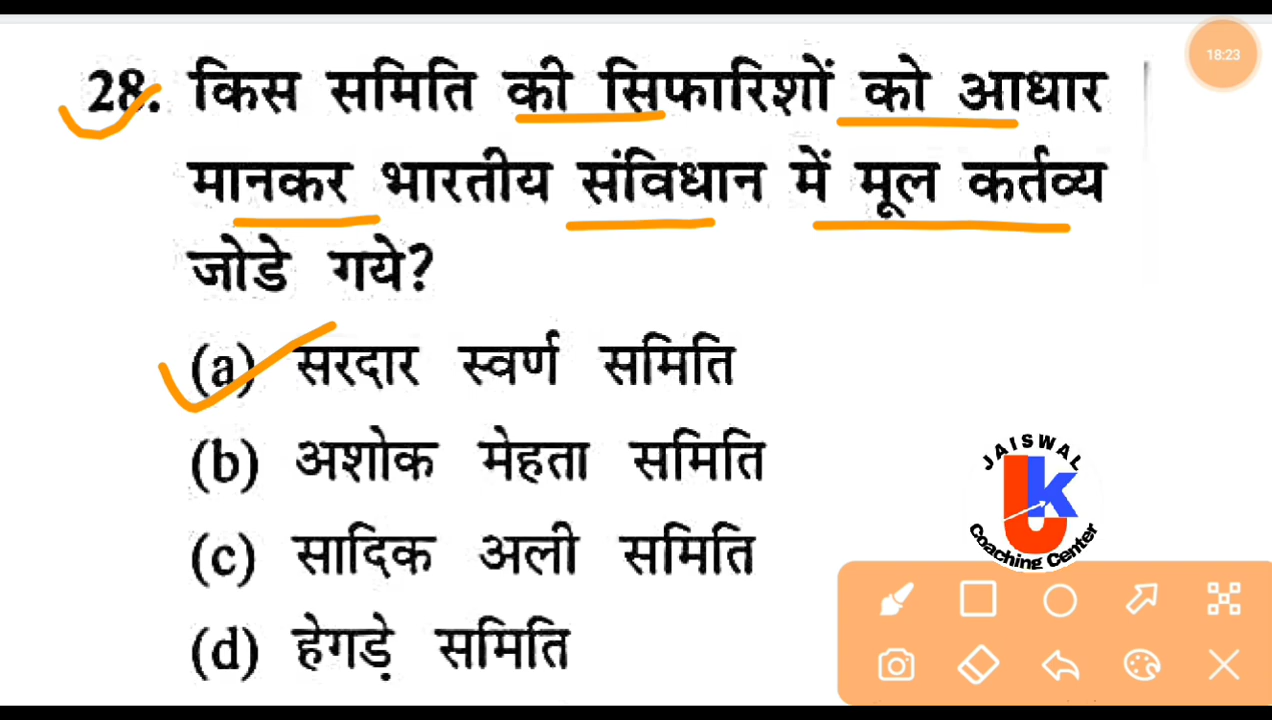 18:23
28. किस समिति की सिफारिशों को आधार
मानकर भारतीय संविधान में मूल कर्तव्य
जोडे गये?
(a) सरदार स्वर्ण समिति
(b) अशोक मेहता समिति
(c) सादिक अली समिति
(d) हेगड़े समिति
JAISWAL
JK
Coaching Center